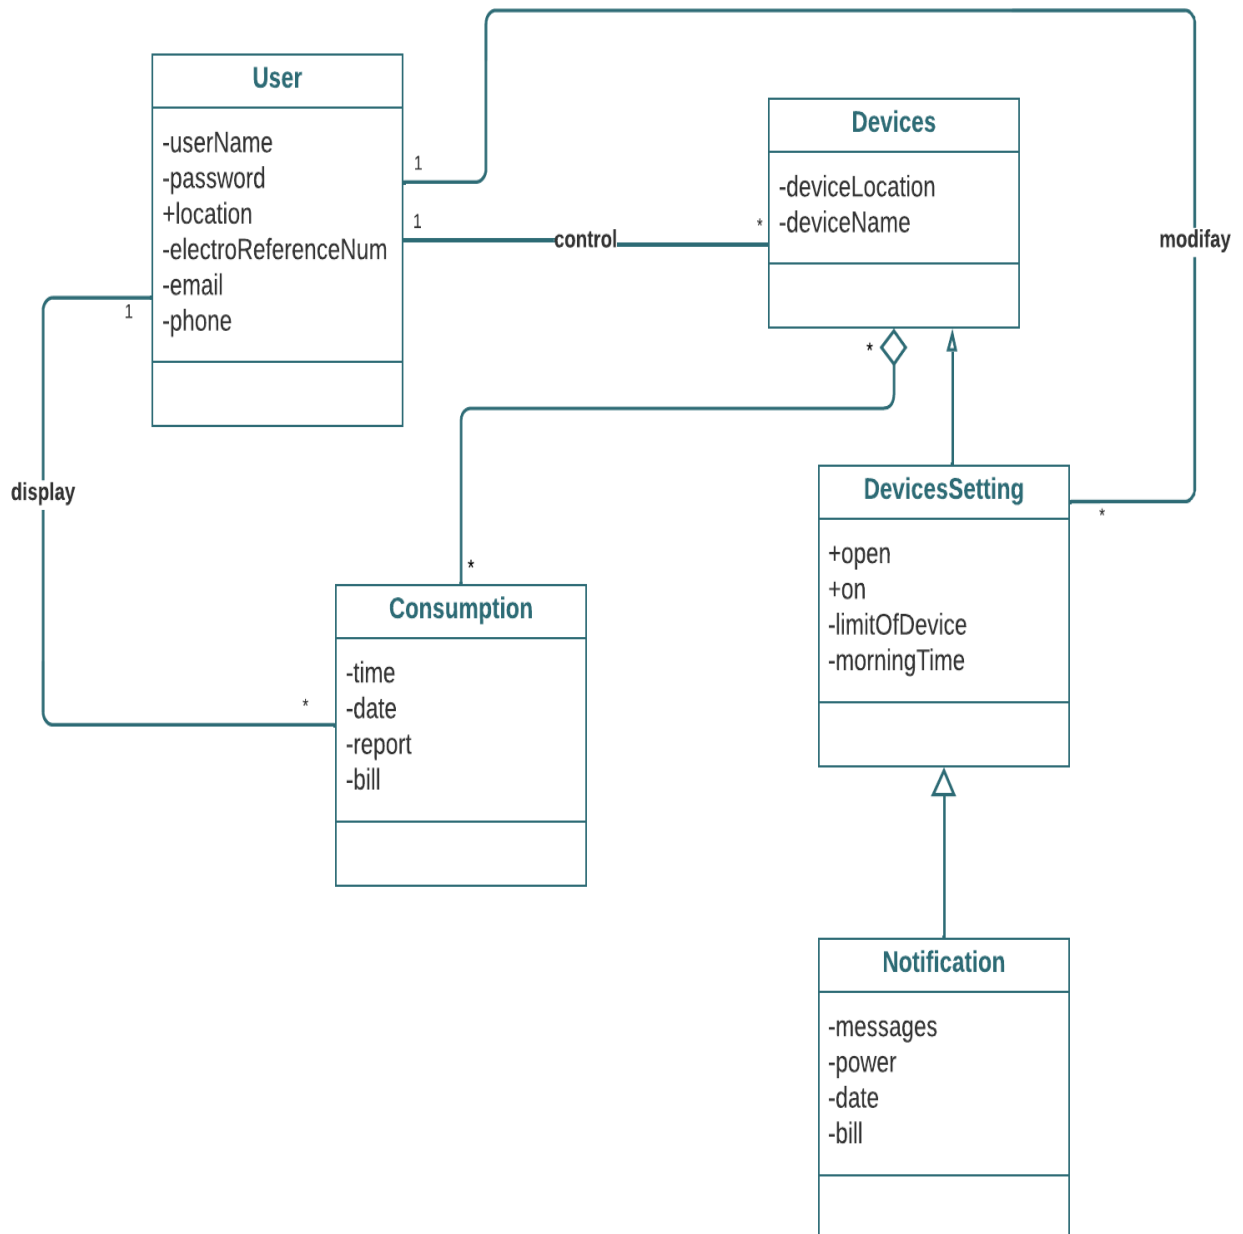 User
-userName
-password
+location
-electroReferenceNum
-email
-phone
1
1
1
control
*
Devices
-deviceLocation
-deviceName
modifay
*
display
DevicesSetting
+open
+on
-limitOfDevice
-morningTime
*
*
Consumption
-time
-date
-report
-bill
*
Notification
-messages
-power
-date
-bill